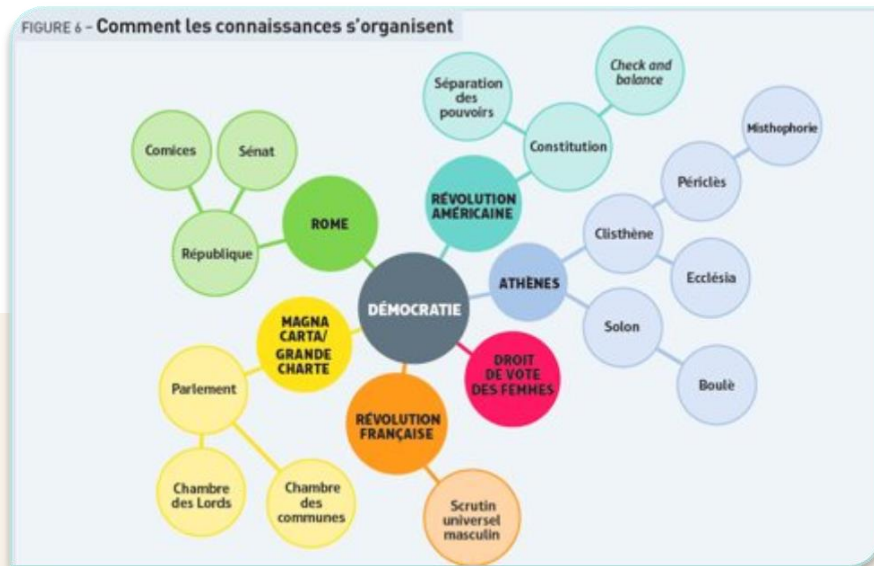 FIGURE 6 – Comment les connaissances s'organisent
Check and
balance
Séparation
des
pouvoirs
Misthophorie
Constitution
Comices
Sénat
Périclès
RÉVOLUTION
AMÉRICAINE
ROME
Clisthène
République
Ecclésia
ATHÈNES
DÉMOCRATIE
Solon
MAGNA
CARTA/
GRANDE
CHARTE
DROIT
DE VOTE
DES FEMMES
Parlement
Boulè
RÉVOLUTION
FRANÇAISE
Chambre
des Lords
Chambre
des
communes
Scrutin
universel
masculin